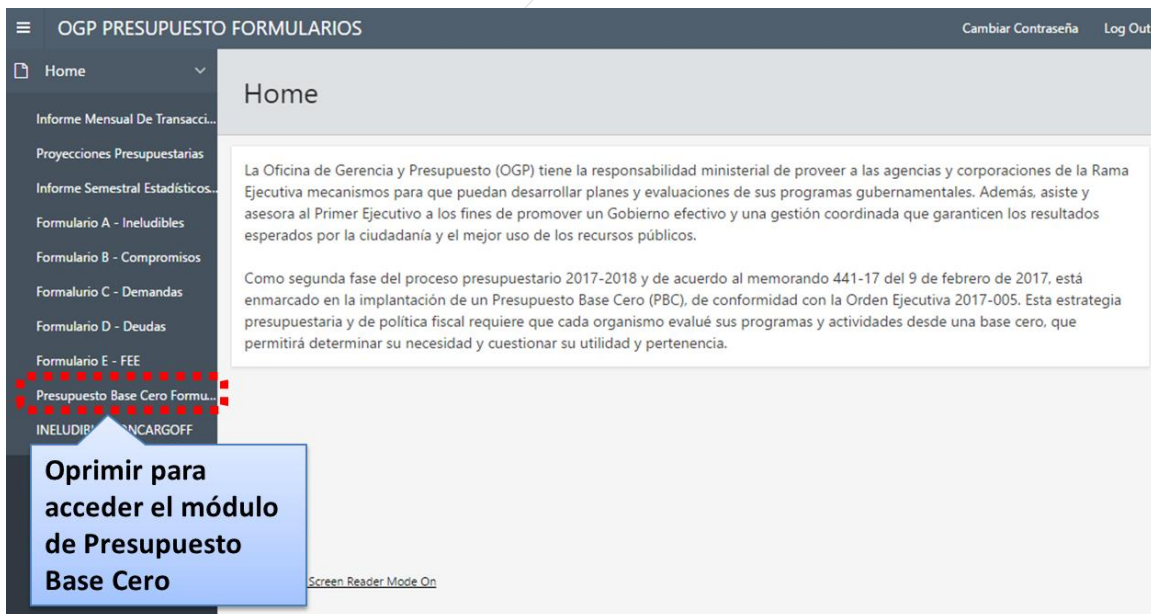 OGP PRESUPUESTO FORMULARIOS
Cambiar Contraseña
Log Out
Home
Informe Mensual De Transacci...
Proyecciones Presupuestarias
Informe Semestral Estadísticos...
Formulario A - Ineludibles
Formulario B - Compromisos
Formalurio C - Demandas
Formulario D - Deudas
Formulario E - FEE
Presupuesto Base Cero Formu...
Oprimir para
acceder el módulo
de Presupuesto
Base Cero
Home
La Oficina de Gerencia y Presupuesto (OGP) tiene la responsabilidad ministerial de proveer a las agencias y corporaciones de la Rama
Ejecutiva mecanismos para que puedan desarrollar planes y evaluaciones de sus programas gubernamentales. Además, asiste y
asesora al Primer Ejecutivo a los fines de promover un Gobierno efectivo y una gestión coordinada que garanticen los resultados
esperados por la ciudadanía y el mejor uso de los recursos públicos.
Como segunda fase del proceso presupuestario 2017-2018 y de acuerdo al memorando 441-17 del 9 de febrero de 2017, está
enmarcado en la implantación de un Presupuesto Base Cero (PBC), de conformidad con la Orden Ejecutiva 2017-005. Esta estrategia
presupuestaria y de política fiscal requiere que cada organismo evalué sus programas y actividades desde una base cero, que
permitirá determinar su necesidad y cuestionar su utilidad y pertenencia.
Screen Reader Mode On